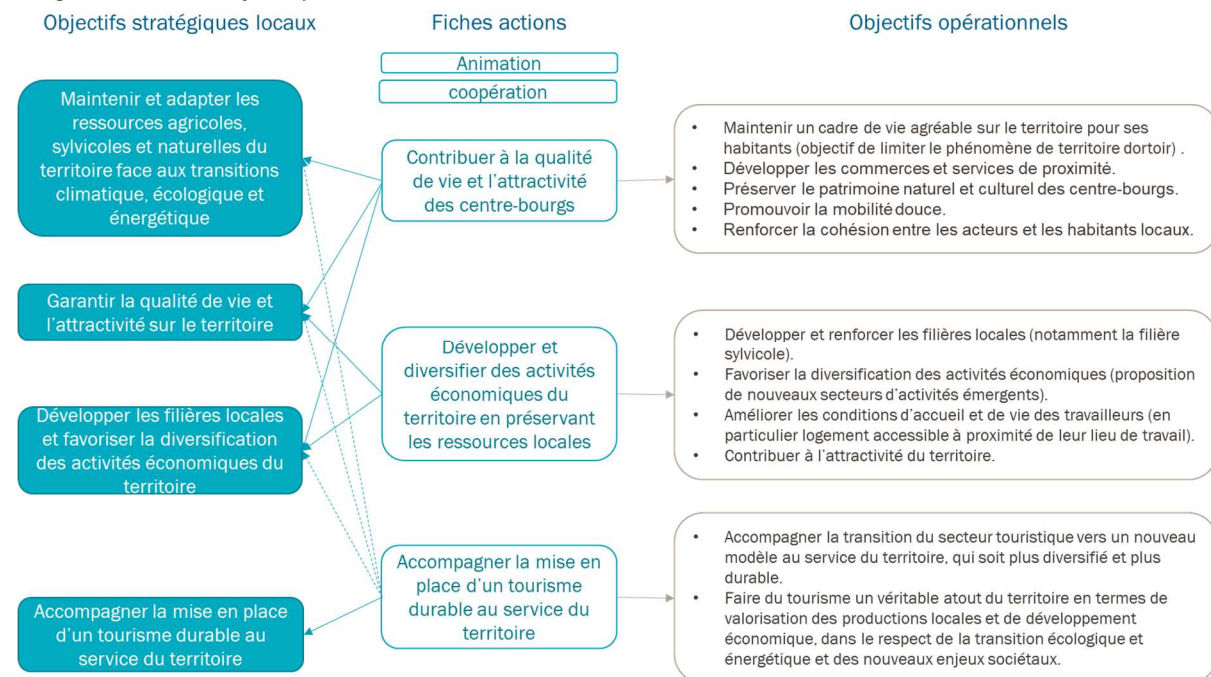 Objectifs stratégiques locaux
Fiches actions
Objectifs opérationnels
Animation
coopération
Maintenir et adapter les
ressources agricoles,
sylvicoles et naturelles du
territoire face aux transitions
climatique, écologique et
énergétique
Garantir la qualité de vie et
l'attractivité sur le territoire
Développer les filières locales
et favoriser la diversification
des activités économiques du
territoire
Accompagner la mise en place
d'un tourisme durable au
service du territoire
Contribuer à la qualité
de vie et l'attractivité
des centre-bourgs
Développer et
diversifier des activités
économiques du
territoire en préservant
les ressources locales
Accompagner la mise en
place d'un tourisme
durable au service du
territoire
• Maintenir un cadre de vie agréable sur le territoire pour ses
habitants (objectif de limiter le phénomène de territoire dortoir) .
• Développer les commerces et services de proximité.
• Préserver le patrimoine naturel et culturel des centre-bourgs.
• Promouvoir la mobilité douce.
• Renforcer la cohésion entre les acteurs et les habitants locaux.
• Développer et renforcer les filières locales (notamment la filière
sylvicole).
• Favoriser la diversification des activités économiques (proposition
de nouveaux secteurs d'activités émergents).
• Améliorer les conditions d'accueil et de vie des travailleurs (en
particulier logement accessible à proximité de leur lieu de travail).
• Contribuer à l'attractivité du territoire.
• Accompagner la transition du secteur touristique vers un nouveau
modèle au service du territoire, qui soit plus diversifié et plus
durable.
• Faire du tourisme un véritable atout du territoire en termes de
valorisation des productions locales et de développement
économique, dans le respect de la transition écologique et
énergétique et des nouveaux enjeux sociétaux.